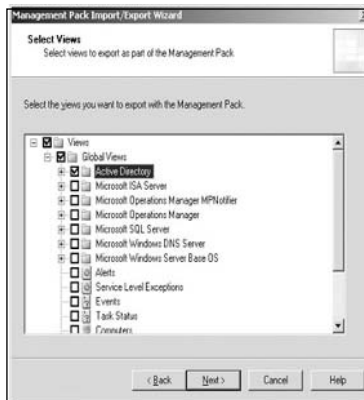 Management Pack Import/Export Wizard
Select Views
Select views to export as part of the Management Pack
Select the views you want to export with the Management Pack.
Views
Global Views
Active Directory
Microsoft ISA Server
Microsoft Operations Manager MPNotifier
Microsoft Operations Manager
Microsoft SQL Server
Microsoft Windows DNS Server
Microsoft Windows Server Base OS
Alerts
Service Level Exceptions
Events
Task Status
Computers
< Back
Next >
Cancel
Help